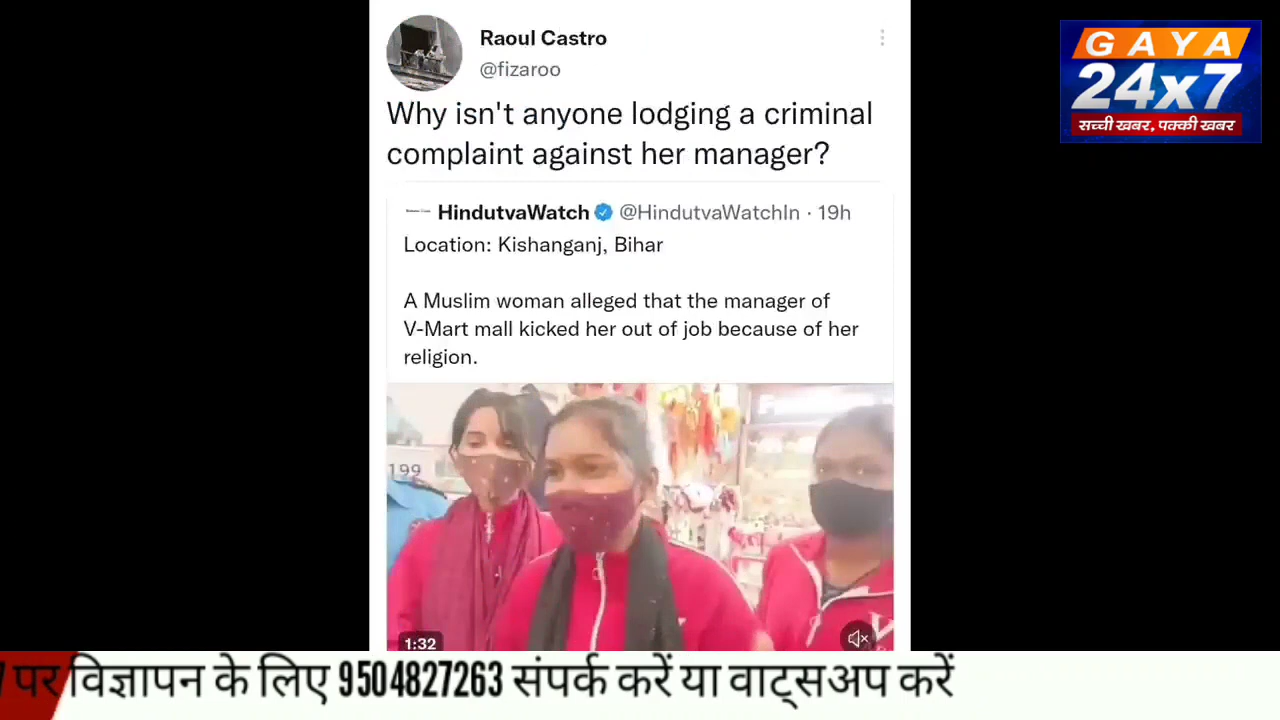 Raoul Castro
@fizaroo
Why isn't anyone lodging a criminal
complaint against her manager?
HindutvaWatch @HindutvaWatchIn · 19h
Location: Kishanganj, Bihar
A Muslim woman alleged that the manager of
V-Mart mall kicked her out of job because of her
religion.
199
1:32
GAYA
24x7
सच्ची खबर, पक्की खबर
पर विज्ञापन के लिए 9504827263 संपर्क करें या वाट्सअप करें